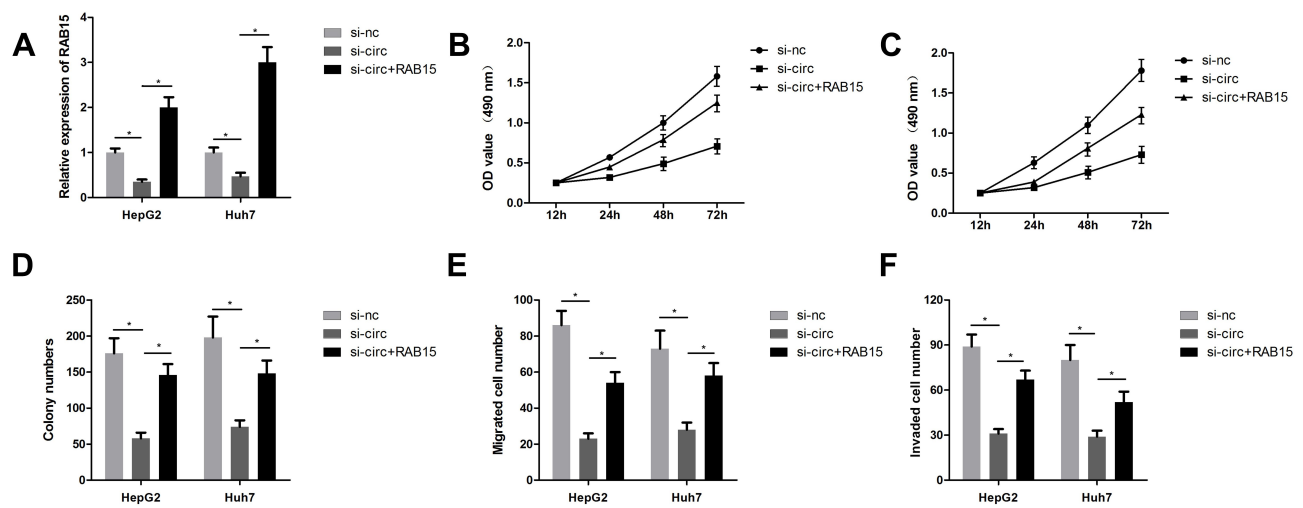 A
Relative expression of RAB15
4
3
2
1
0
*
*
*
*
HepG2
Huh7
si-nc
si-circ
si-circ+RAB15
B
OD value （490 nm）
2.0
1.5
1.0
0.5
0.0
12h
24h
48h
72h
si-nc
si-circ
si-circ+RAB15
C
OD value （490 nm）
2.0
1.5
1.0
0.5
0.0
12h
24h
48h
72h
si-nc
si-circ
si-circ+RAB15
D
Colony numbers
250
200
150
100
50
0
*
*
*
*
HepG2
Huh7
si-nc
si-circ
si-circ+RAB15
E
Migrated cell number
100
80
60
40
20
0
*
*
*
*
HepG2
Huh7
si-nc
si-circ
si-circ+RAB15
F
Invaded cell number
120
90
60
30
0
*
*
*
*
HepG2
Huh7
si-nc
si-circ
si-circ+RAB15